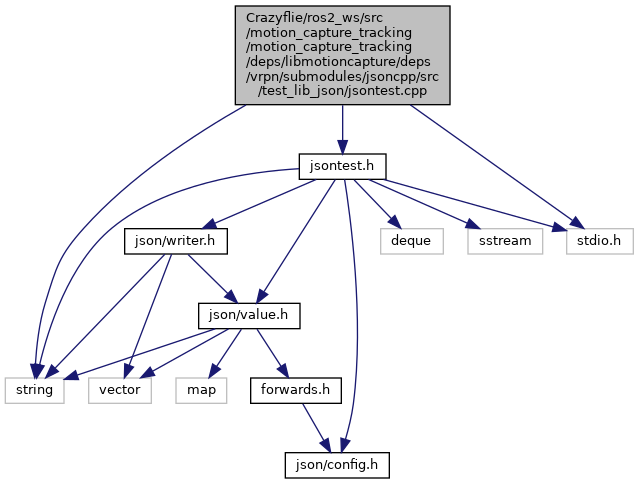 Crazyflie/ros2_ws/src
/motion_capture_tracking
/motion_capture_tracking
/deps/libmotioncapture/deps
/vrpn/submodules/jsoncpp/src
/test_lib_json/jsontest.cpp
jsontest.h
json/writer.h
deque
sstream
stdio.h
json/value.h
string
vector
map
forwards.h
json/config.h